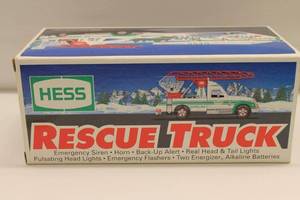 HESS
RESCUE TRUCK
Emergency Siren • Horn • Back-Up Alert • Real Head & Tail Lights
Pulsating Head Lights • Emergency Flashers • Two Energizer® Alkaline Batteries